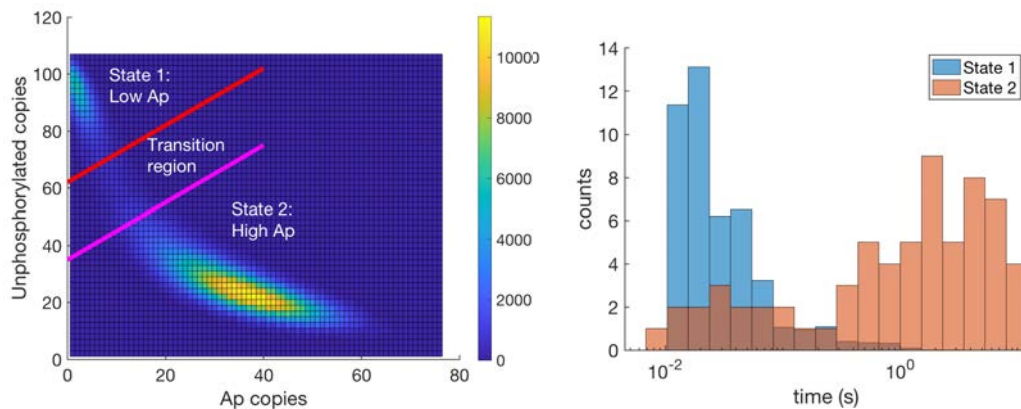 120
100
80
60
40
20
0
Unphosphorylated copies
State 1:
Low Ap
Transition
region
State 2:
High Ap
0 20 40 60 80
Ap copies
10000
8000
6000
4000
2000
0
14
12
10
8
6
4
2
0
counts
State 1
State 2
10⁻² 10⁰
time (s)